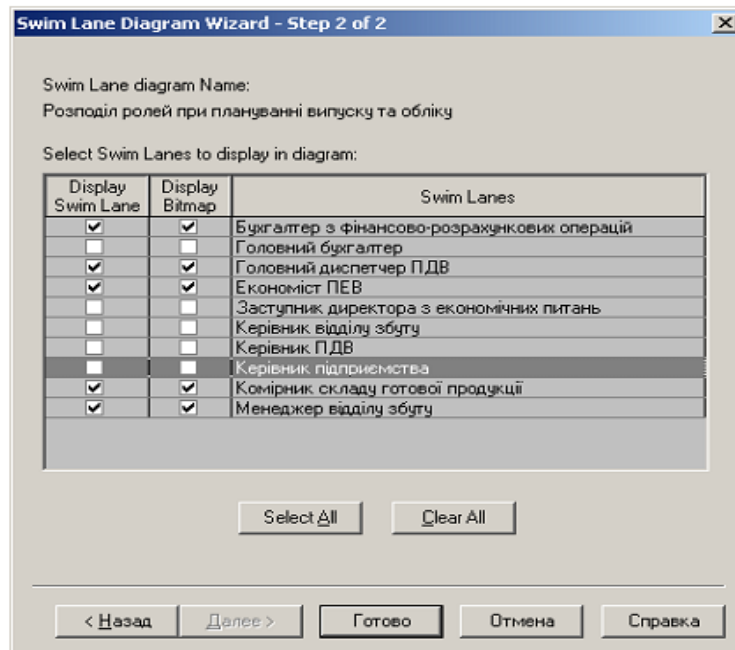 Swim Lane Diagram Wizard - Step 2 of 2
Swim Lane diagram Name:
Розподіл ролей при плануванні випуску та обліку
Select Swim Lanes to display in diagram:
Display Swim Lane Display Bitmap Swim Lanes
Бухгалтер з фінансово-розрахункових операцій
Головний бухгалтер
Головний диспетчер ПДВ
Економіст ПЕВ
Заступник директора з економічних питань
Керівник відділу збуту
Керівник ПДВ
Керівник підприємства
Комірник складу готової продукції
Менеджер відділу збуту
Select All Clear All
< Назад Далее > Готово Отмена Справка